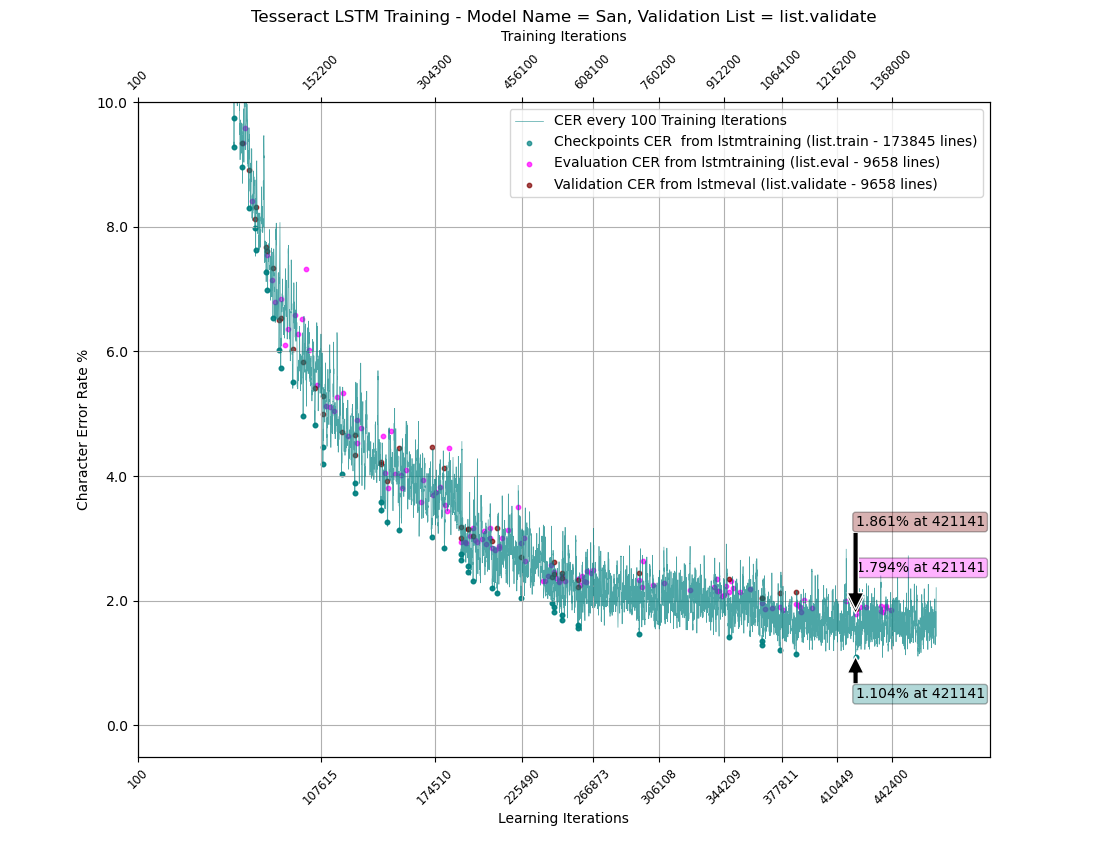 Tesseract LSTM Training - Model Name = San, Validation List = list.validate
Training Iterations
100 152200 304300 456100 608100 760200 912200 1064100 1216200 1368000
CER every 100 Training Iterations
Checkpoints CER  from lstmtraining (list.train - 173845 lines)
Evaluation CER from lstmtraining (list.eval - 9658 lines)
Validation CER from lstmeval (list.validate - 9658 lines)
Character Error Rate %
10.0
8.0
6.0
4.0
2.0
0.0
1.861% at 421141
1.794% at 421141
1.104% at 421141
100 107615 174510 225490 266873 306108 344209 377811 410449 442400
Learning Iterations